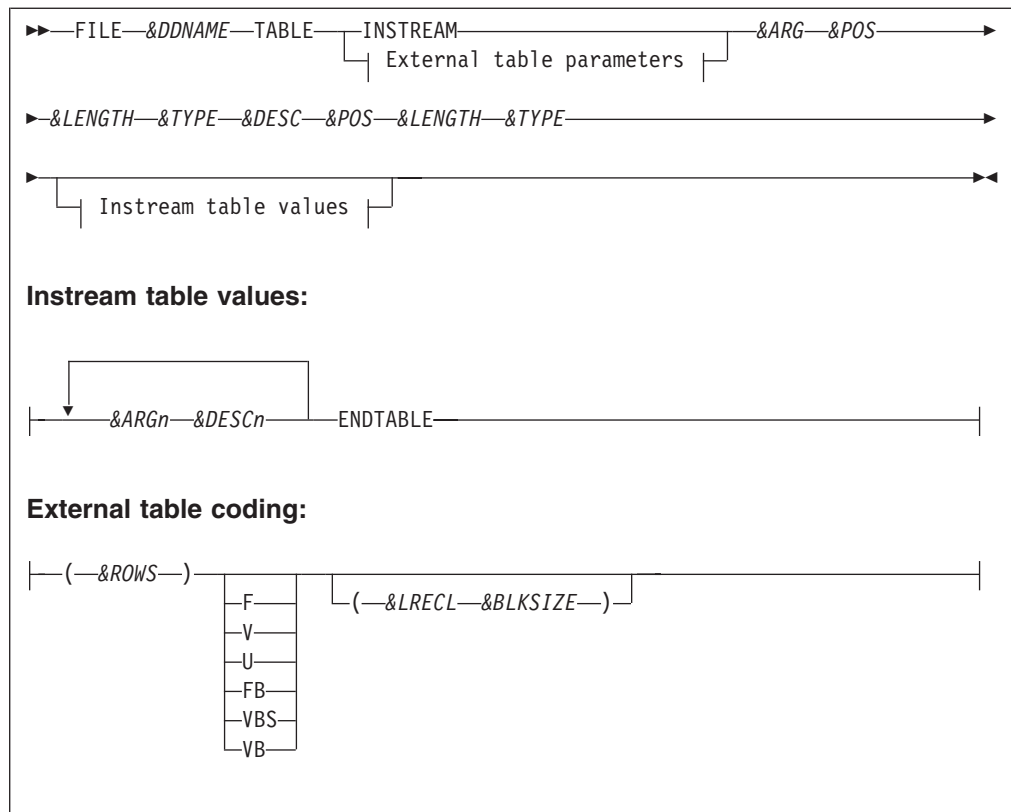 FILE &DDNAME TABLE INSTREAM &ARG &POS
External table parameters
&LENGTH &TYPE &DESC &POS &LENGTH &TYPE
Instream table values
Instream table values:
&ARGn &DESCn ENDTABLE
External table coding:
( &ROWS )
F ( &LRECL &BLKSIZE )
V
U
FB
VBS
VB